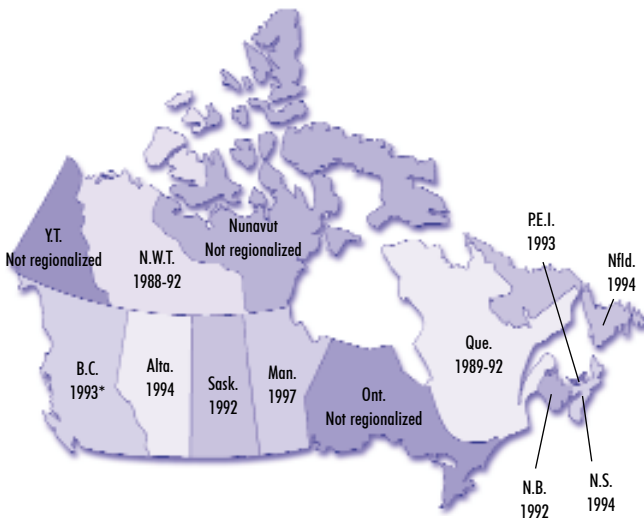 Y.T.
Not regionalized
N.W.T.
1988-92
Nunavut
Not regionalized
P.E.I.
1993
Nfld.
1994
B.C.
1993*
Alta.
1994
Sask.
1992
Man.
1997
Ont.
Not regionalized
Que.
1989-92
N.B.
1992
N.S.
1994